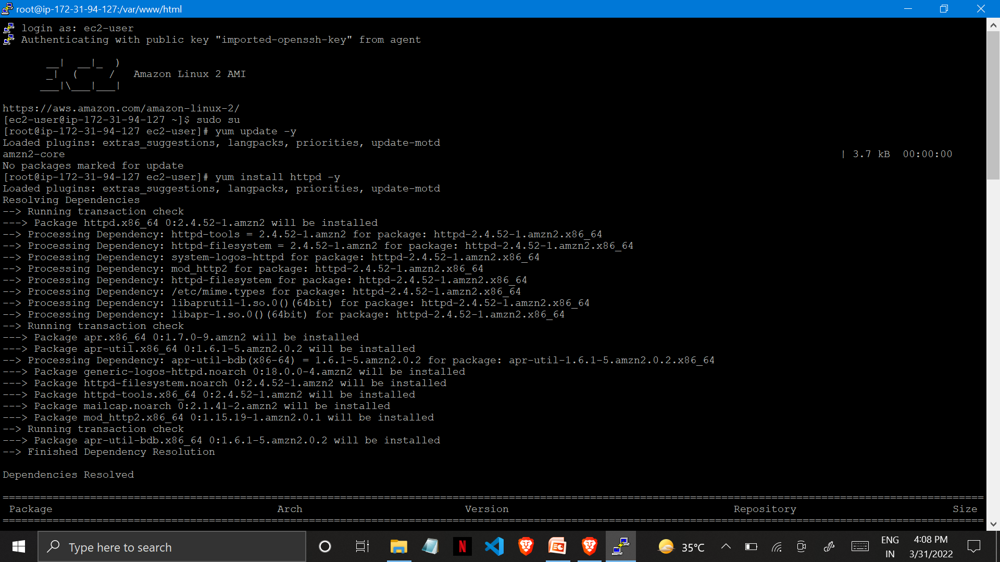 root@ip-172-31-94-127:/var/www/html
login as: ec2-user
Authenticating with public key "imported-openssh-key" from agent
       __|  __|_  )
       _|  (     /   Amazon Linux 2 AMI
      ___|\___|___|
https://aws.amazon.com/amazon-linux-2/
[ec2-user@ip-172-31-94-127 ~]$ sudo su
[root@ip-172-31-94-127 ec2-user]# yum update -y
Loaded plugins: extras_suggestions, langpacks, priorities, update-motd
amzn2-core | 3.7 kB 00:00:00
No packages marked for update
[root@ip-172-31-94-127 ec2-user]# yum install httpd -y
Loaded plugins: extras_suggestions, langpacks, priorities, update-motd
Resolving Dependencies
--> Running transaction check
---> Package httpd.x86_64 0:2.4.52-1.amzn2 will be installed
--> Processing Dependency: httpd-tools = 2.4.52-1.amzn2 for package: httpd-2.4.52-1.amzn2.x86_64
--> Processing Dependency: httpd-filesystem = 2.4.52-1.amzn2 for package: httpd-2.4.52-1.amzn2.x86_64
--> Processing Dependency: system-logos-httpd for package: httpd-2.4.52-1.amzn2.x86_64
--> Processing Dependency: mod_http2 for package: httpd-2.4.52-1.amzn2.x86_64
--> Processing Dependency: httpd-filesystem for package: httpd-2.4.52-1.amzn2.x86_64
--> Processing Dependency: /etc/mime.types for package: httpd-2.4.52-1.amzn2.x86_64
--> Processing Dependency: libaprutil-1.so.0()(64bit) for package: httpd-2.4.52-1.amzn2.x86_64
--> Processing Dependency: libapr-1.so.0()(64bit) for package: httpd-2.4.52-1.amzn2.x86_64
--> Running transaction check
---> Package apr.x86_64 0:1.7.0-9.amzn2 will be installed
---> Package apr-util.x86_64 0:1.6.1-5.amzn2.0.2 will be installed
--> Processing Dependency: apr-util-bdb(x86-64) = 1.6.1-5.amzn2.0.2 for package: apr-util-1.6.1-5.amzn2.0.2.x86_64
---> Package generic-logos-httpd.noarch 0:18.0.0-4.amzn2 will be installed
---> Package httpd-filesystem.noarch 0:2.4.52-1.amzn2 will be installed
---> Package httpd-tools.x86_64 0:2.4.52-1.amzn2 will be installed
---> Package mailcap.noarch 0:2.1.41-2.amzn2 will be installed
---> Package mod_http2.x86_64 0:1.15.19-1.amzn2.0.1 will be installed
--> Running transaction check
---> Package apr-util-bdb.x86_64 0:1.6.1-5.amzn2.0.2 will be installed
--> Finished Dependency Resolution
Dependencies Resolved
Package Arch Version Repository Size
Type here to search
N
35°C
ENG
IN
4:08 PM
3/31/2022